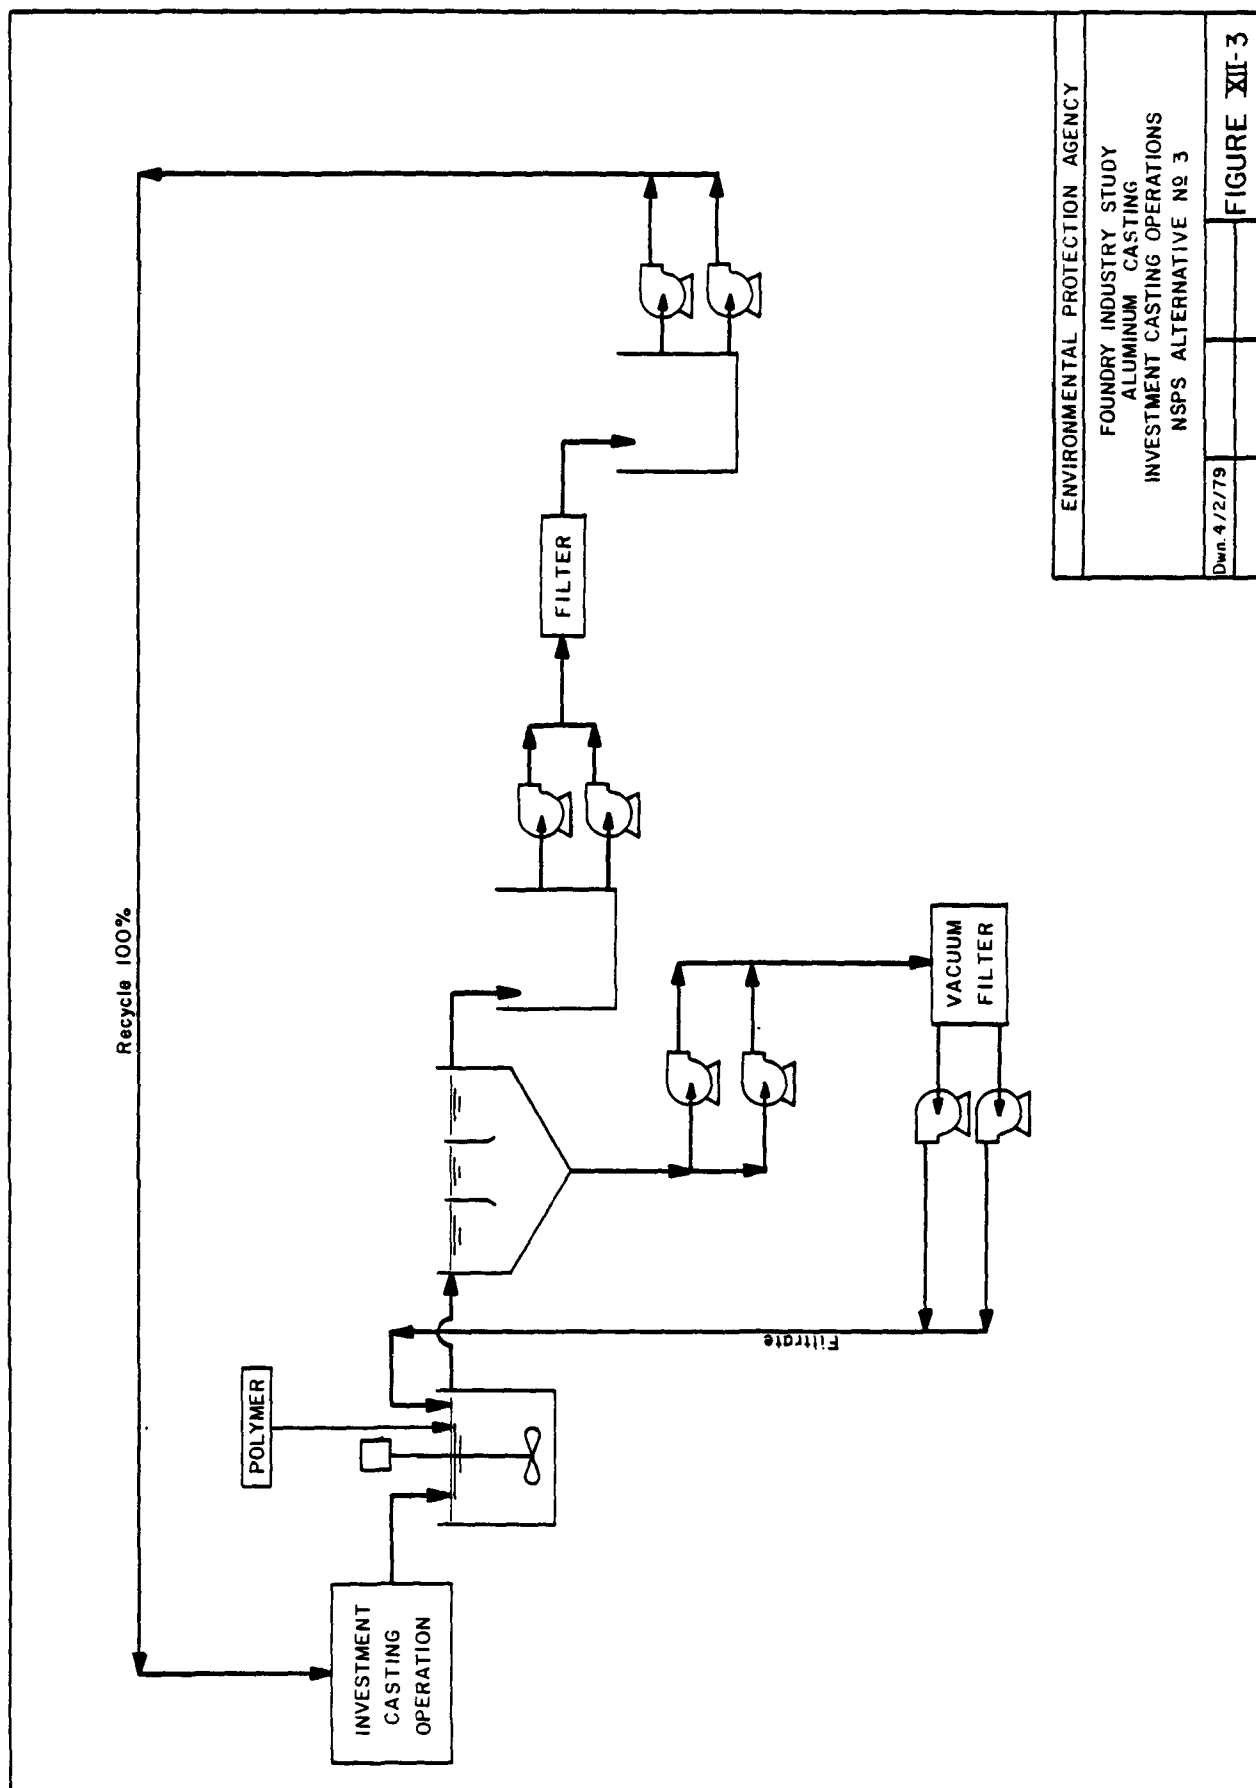 Recycle 100%
POLYMER
INVESTMENT
CASTING
OPERATION
FILTER
VACUUM
FILTER
Filtrate
ENVIRONMENTAL PROTECTION AGENCY
FOUNDRY INDUSTRY STUDY
ALUMINUM CASTING
INVESTMENT CASTING OPERATIONS
NSPS ALTERNATIVE Nº 3
Dwn. 4/2/79
FIGURE XII-3